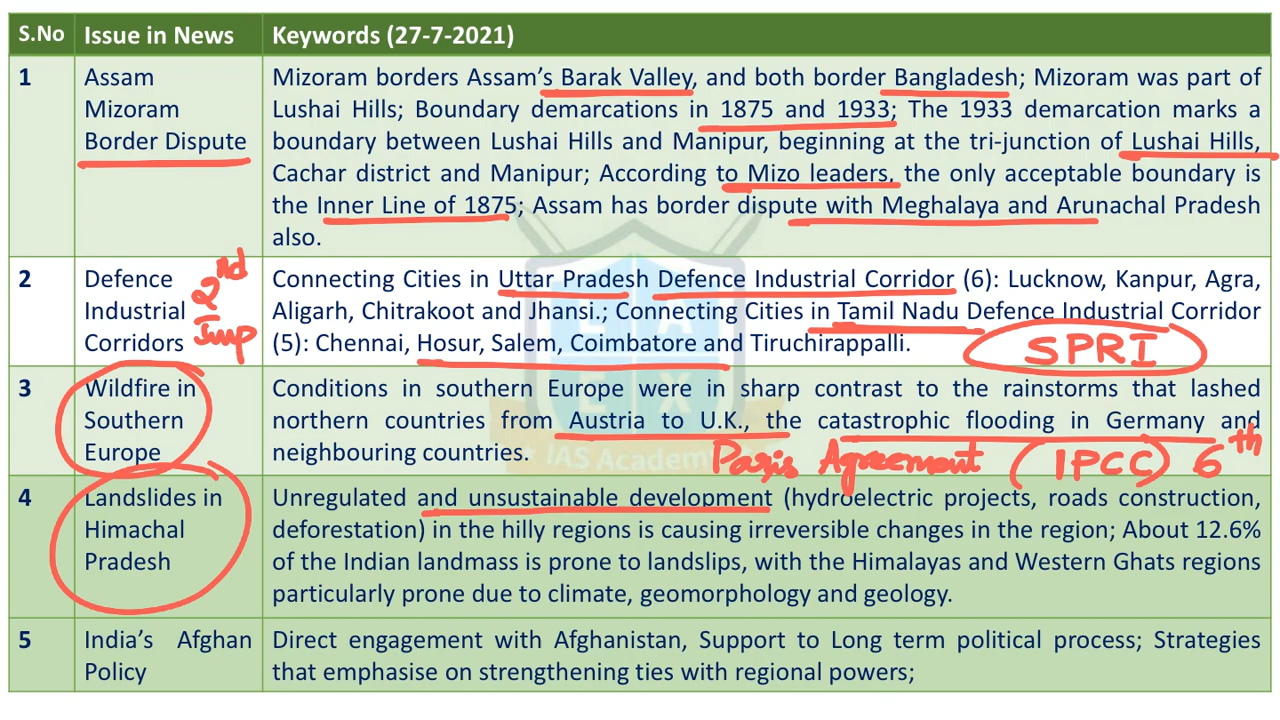 S.No Issue in News Keywords (27-7-2021)
1 Assam Mizoram borders Assam's Barak Valley, and both border Bangladesh; Mizoram was part of
Mizoram Lushai Hills; Boundary demarcations in 1875 and 1933; The 1933 demarcation marks a
Border Dispute boundary between Lushai Hills and Manipur, beginning at the tri-junction of Lushai Hills,
Cachar district and Manipur; According to Mizo leaders, the only acceptable boundary is
the Inner Line of 1875; Assam has border dispute with Meghalaya and Arunachal Pradesh
also.
2 Defence 2nd Connecting Cities in Uttar Pradesh Defence Industrial Corridor (6): Lucknow, Kanpur, Agra,
Industrial Aligarh, Chitrakoot and Jhansi.; Connecting Cities in Tamil Nadu Defence Industrial Corridor
Corridors Imp (5): Chennai, Hosur, Salem, Coimbatore and Tiruchirappalli. SPRI
3 Wildfire in Conditions in southern Europe were in sharp contrast to the rainstorms that lashed
Southern northern countries from Austria to U.K., the catastrophic flooding in Germany and
Europe neighbouring countries. Paris Agreement (IPCC) 6th
4 Landslides in Unregulated and unsustainable development (hydroelectric projects, roads construction,
Himachal deforestation) in the hilly regions is causing irreversible changes in the region; About 12.6%
Pradesh of the Indian landmass is prone to landslips, with the Himalayas and Western Ghats regions
particularly prone due to climate, geomorphology and geology.
5 India's Afghan Direct engagement with Afghanistan, Support to Long term political process; Strategies
Policy that emphasise on strengthening ties with regional powers;